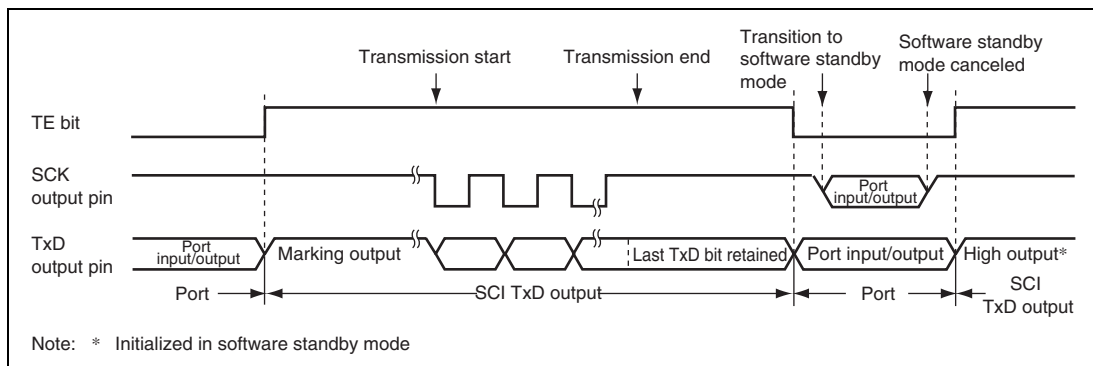 Transmission start
Transmission end
Transition to
software standby
mode
Software standby
mode canceled
TE bit
SCK
output pin
Port
input/output
TxD
output pin
Port
input/output
Marking output
Last TxD bit retained
Port input/output
High output*
Port
SCI TxD output
Port
SCI
TxD output
Note: * Initialized in software standby mode